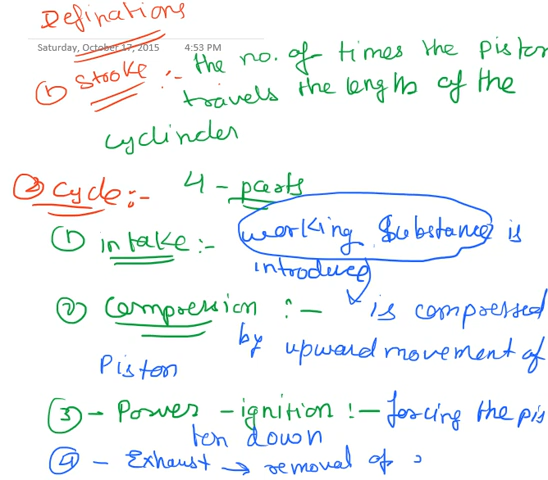 Definations
Saturday, October 17, 2015 4:53 PM
① Stroke :- the no. of times the piston
travels the length of the
cyclinder
② Cycle:- 4 - parts
① intake :- working Substance is
introduced
② Compression :- is compressed
by upward movement of
Piston
③ - Power - ignition :- forcing the pis
ton down
④ - Exhaust → removal of